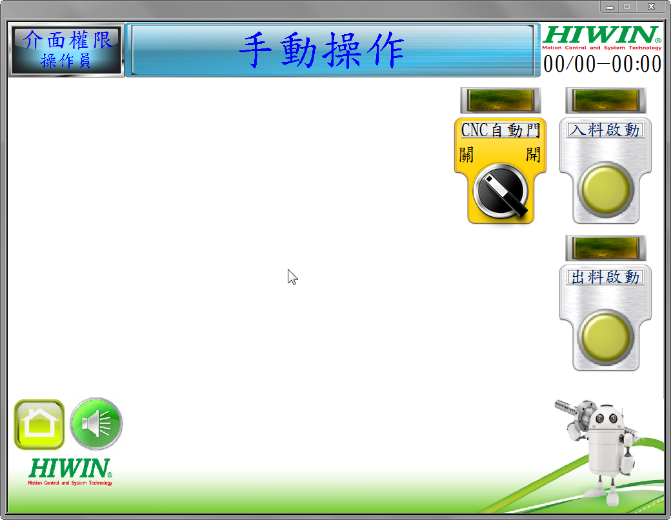 介面權限
操作員
手動操作
HIWIN®
Motion Control and System Technology
00/00-00:00
CNC自動門
關 開
入料啟動
出料啟動
HIWIN®
Motion Control and System Technology